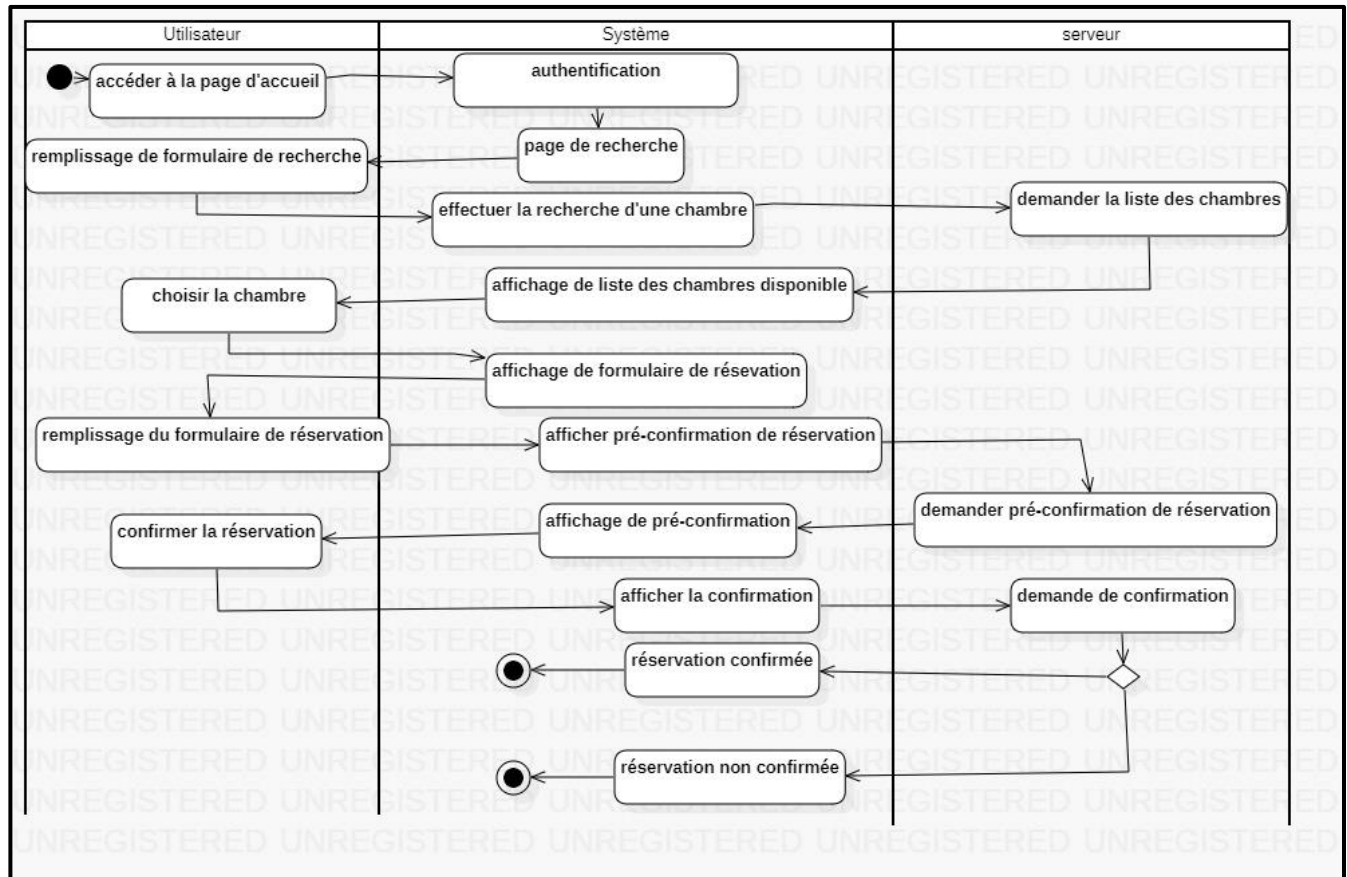 Utilisateur
Système
serveur
accéder à la page d'accueil
authentification
page de recherche
remplissage de formulaire de recherche
effectuer la recherche d'une chambre
demander la liste des chambres
affichage de liste des chambres disponible
choisir la chambre
affichage de formulaire de résevation
remplissage du formulaire de réservation
afficher pré-confirmation de réservation
demander pré-confirmation de réservation
affichage de pré-confirmation
confirmer la réservation
afficher la confirmation
demande de confirmation
réservation confirmée
réservation non confirmée
UNREGISTERED